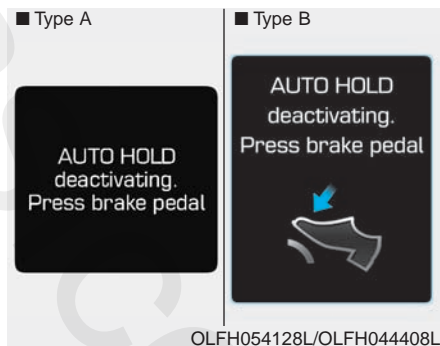 ■ Type A
AUTO HOLD
deactivating.
Press brake pedal
■ Type B
AUTO HOLD
deactivating.
Press brake pedal
OLFH054128L/OLFH044408L